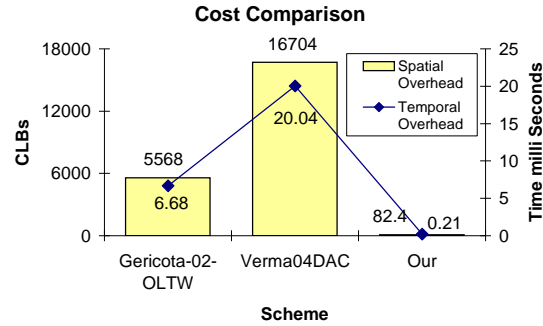 Cost Comparison
18000
12000
6000
0
CLBs
5568
16704
82.4
6.68
20.04
0.21
Spatial
Overhead
Temporal
Overhead
25
20
15
10
5
0
Time milli Seconds
Gericota-02-
OLTW
Verma04DAC
Our
Scheme